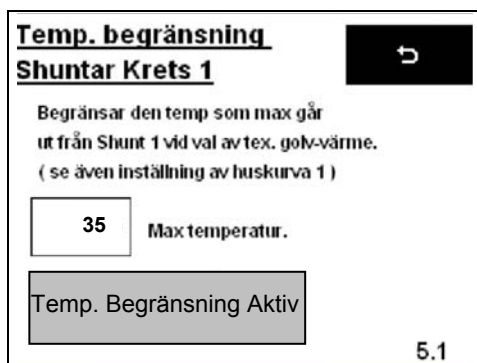 Temp. begränsning
Shuntar Krets 1
Begränsar den temp som max går
ut från Shunt 1 vid val av tex. golv-värme.
( se även inställning av huskurva 1 )
35
Max temperatur.
Temp. Begränsning Aktiv
5.1